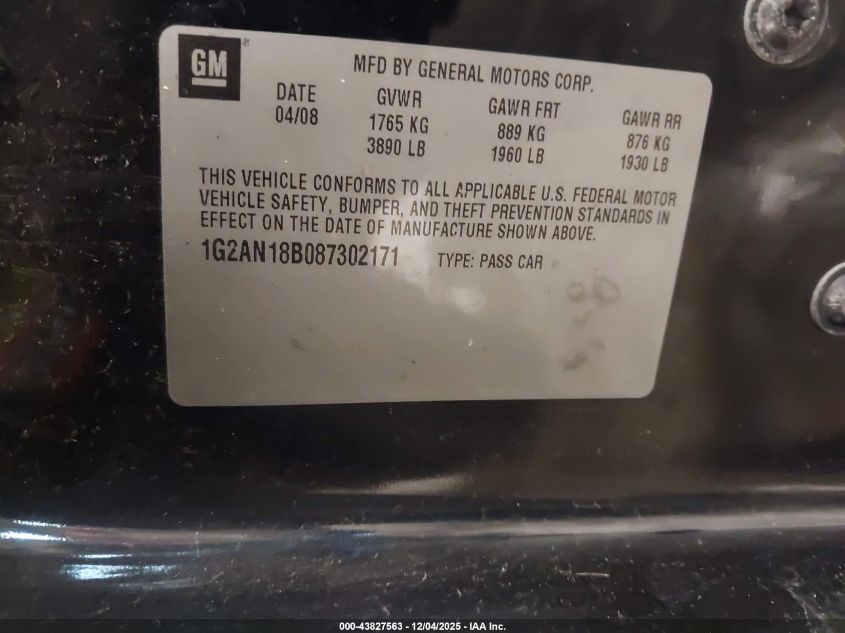 GM ®
MFD BY GENERAL MOTORS CORP.
DATE GVWR GAWR FRT GAWR RR
04/08 1765 KG 889 KG 876 KG
3890 LB 1960 LB 1930 LB
THIS VEHICLE CONFORMS TO ALL APPLICABLE U.S. FEDERAL MOTOR
VEHICLE SAFETY, BUMPER, AND THEFT PREVENTION STANDARDS IN
EFFECT ON THE DATE OF MANUFACTURE SHOWN ABOVE.
1G2AN18B087302171 TYPE: PASS CAR
000-43827563 - 12/04/2025 - IAA Inc.